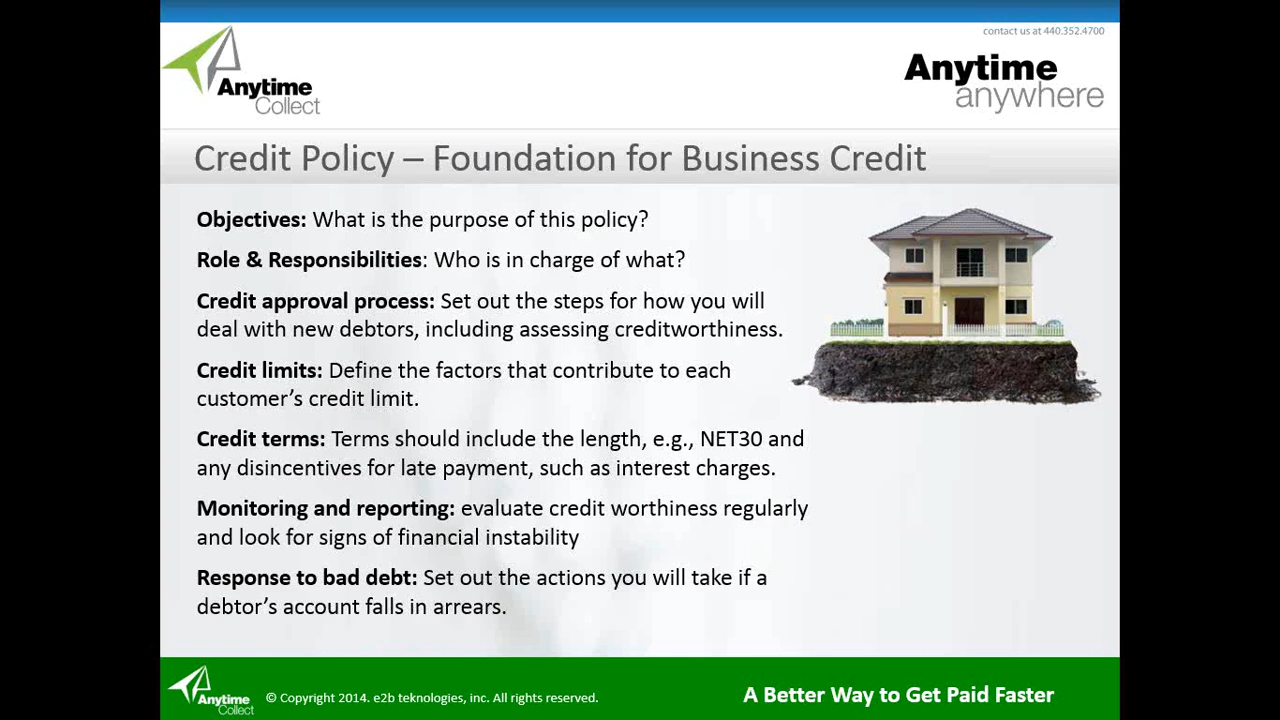 contact us at 440.352.4700
Anytime
Collect
Anytime
anywhere
Credit Policy – Foundation for Business Credit
Objectives: What is the purpose of this policy?
Role & Responsibilities: Who is in charge of what?
Credit approval process: Set out the steps for how you will
deal with new debtors, including assessing creditworthiness.
Credit limits: Define the factors that contribute to each
customer’s credit limit.
Credit terms: Terms should include the length, e.g., NET30 and
any disincentives for late payment, such as interest charges.
Monitoring and reporting: evaluate credit worthiness regularly
and look for signs of financial instability
Response to bad debt: Set out the actions you will take if a
debtor’s account falls in arrears.
Anytime
Collect
© Copyright 2014. e2b teknologies, inc. All rights reserved.
A Better Way to Get Paid Faster